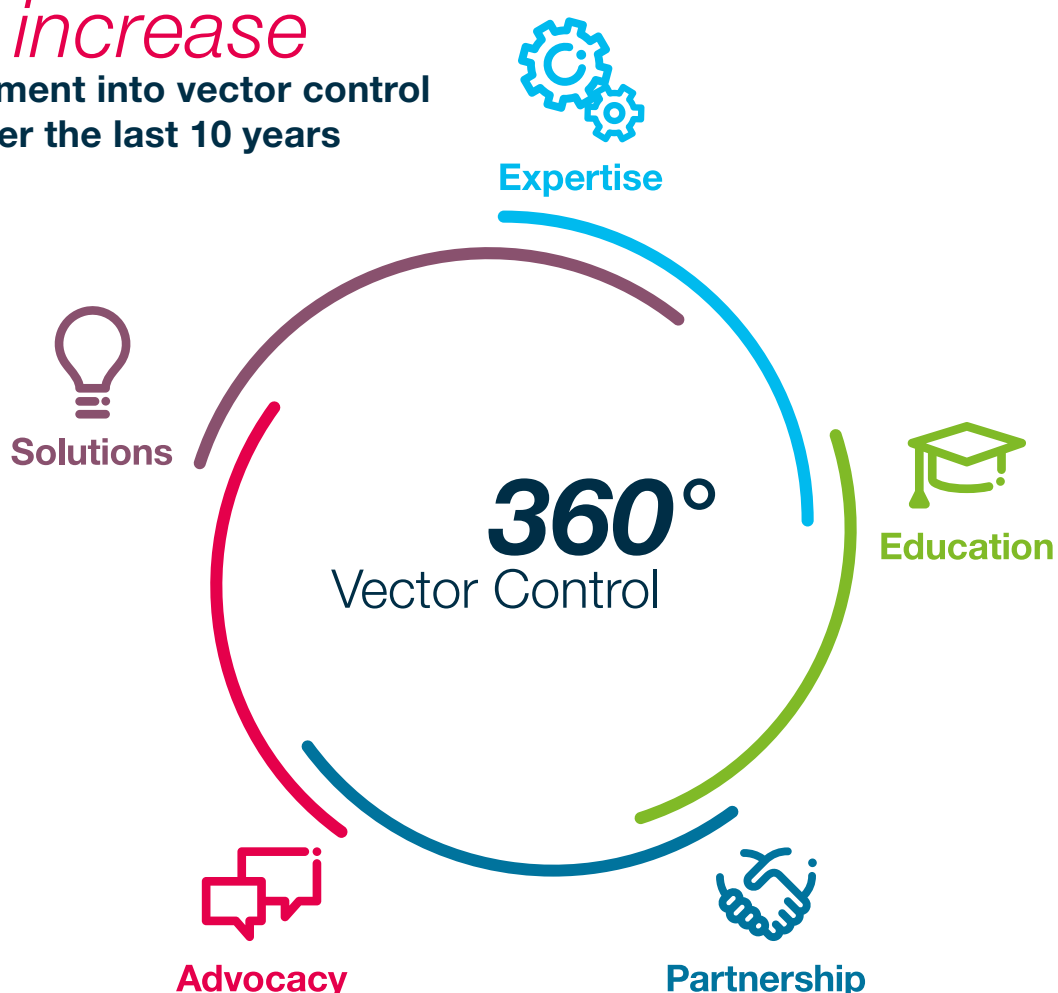 increase
ment into vector control
er the last 10 years
Expertise
Solutions
360°
Vector Control
Education
Advocacy
Partnership